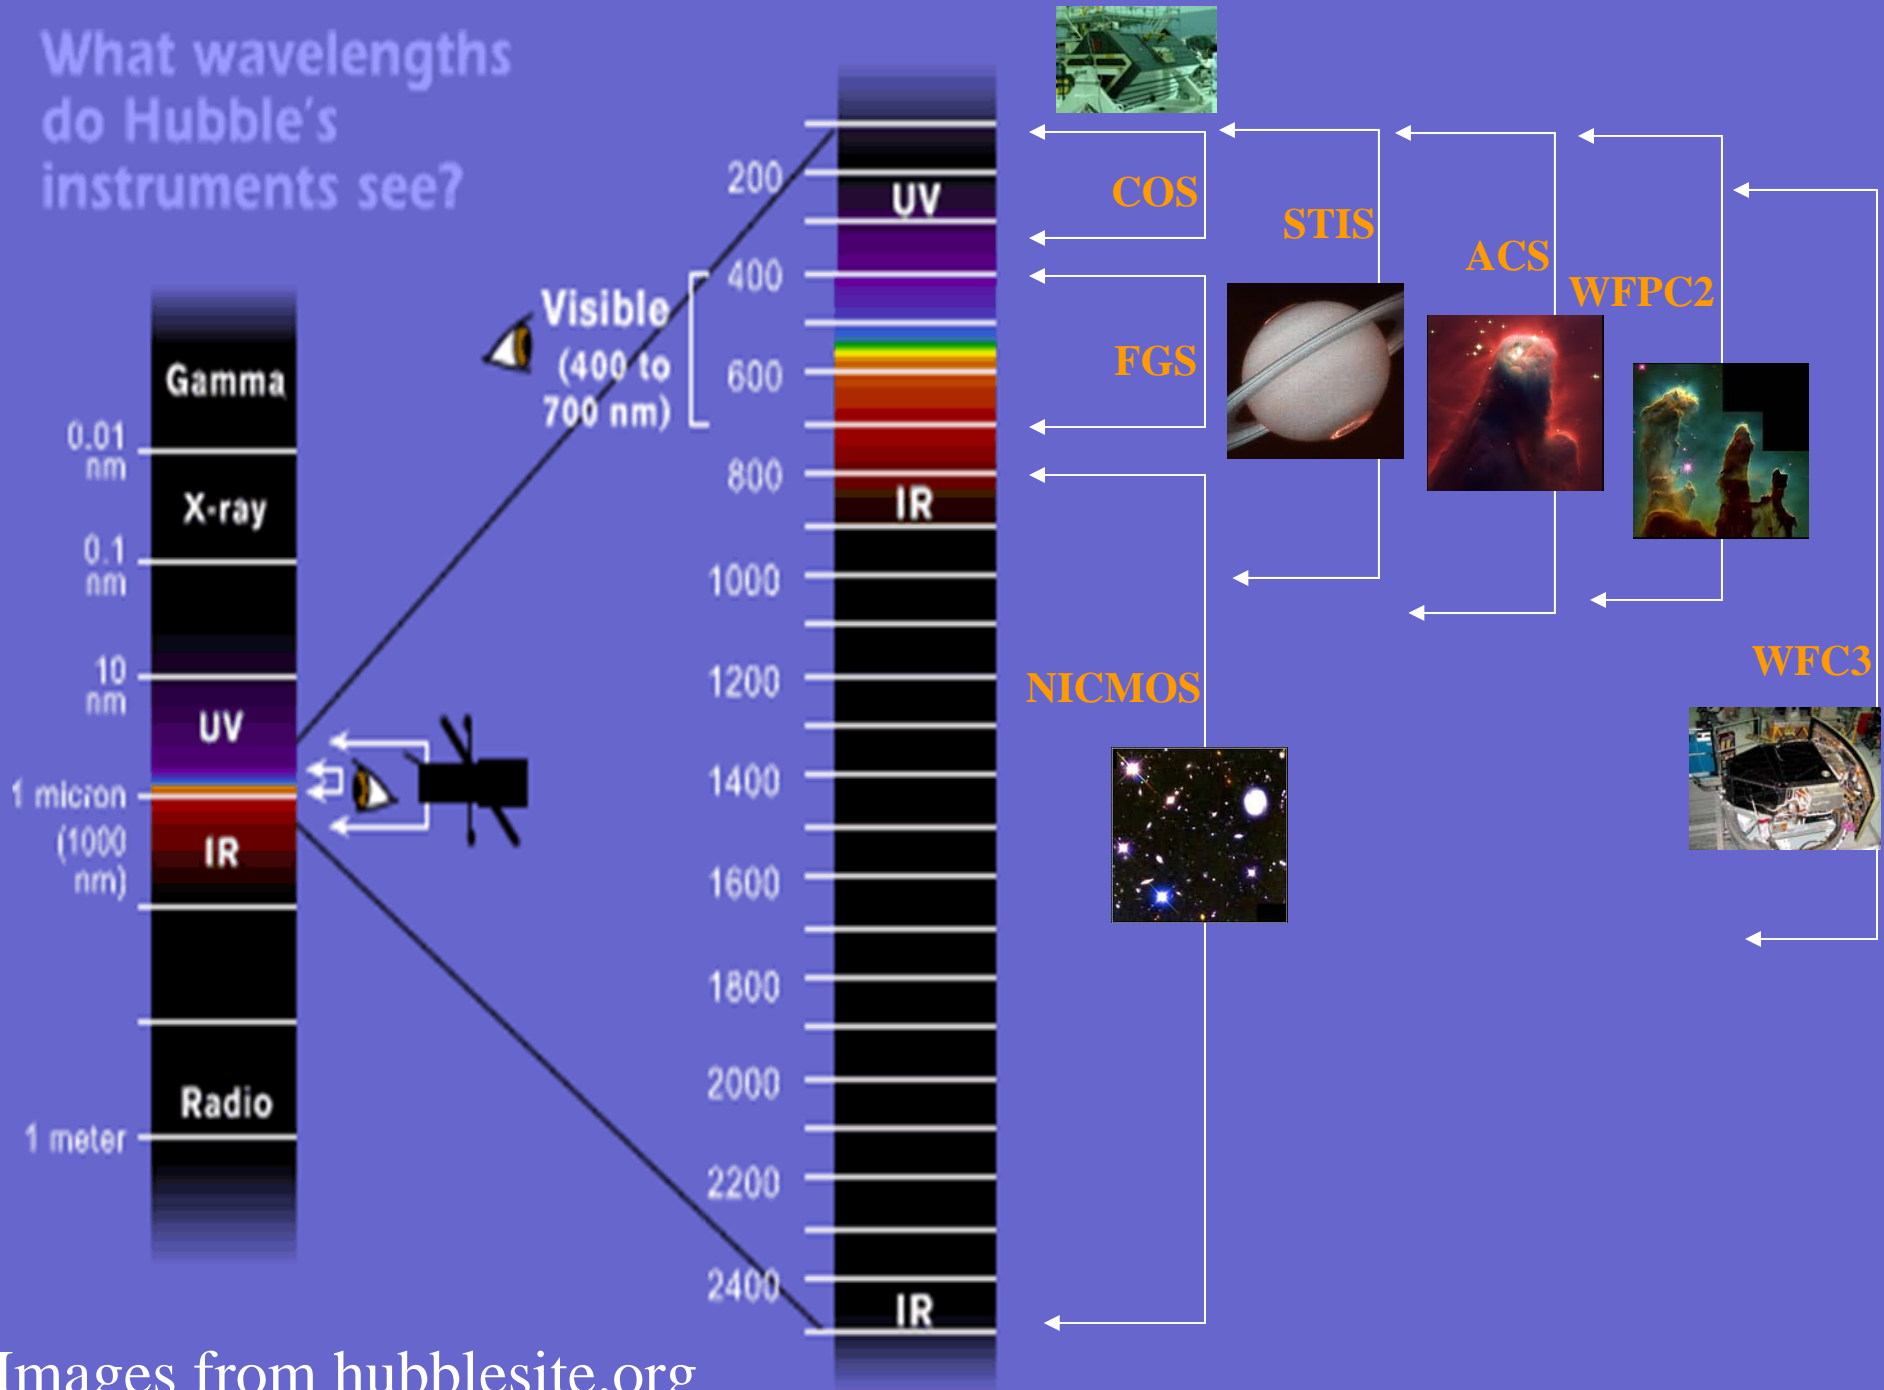 What wavelengths
do Hubble's
instruments see?
Gamma
0.01
nm
X-ray
0.1
nm
10
nm
UV
1 micron
(1000
nm)
IR
Radio
1 meter
Visible
(400 to
700 nm)
200
UV
400
600
800
IR
1000
1200
1400
1600
1800
2000
2200
2400
IR
COS
FGS
NICMOS
STIS
ACS
WFPC2
WFC3
Images from hubblesite.org